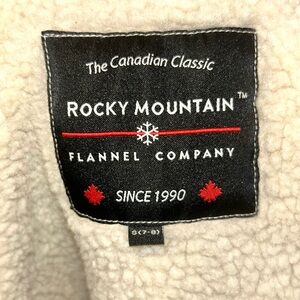 The Canadian Classic
ROCKY MOUNTAIN™
FLANNEL COMPANY
SINCE 1990
S(7-8)